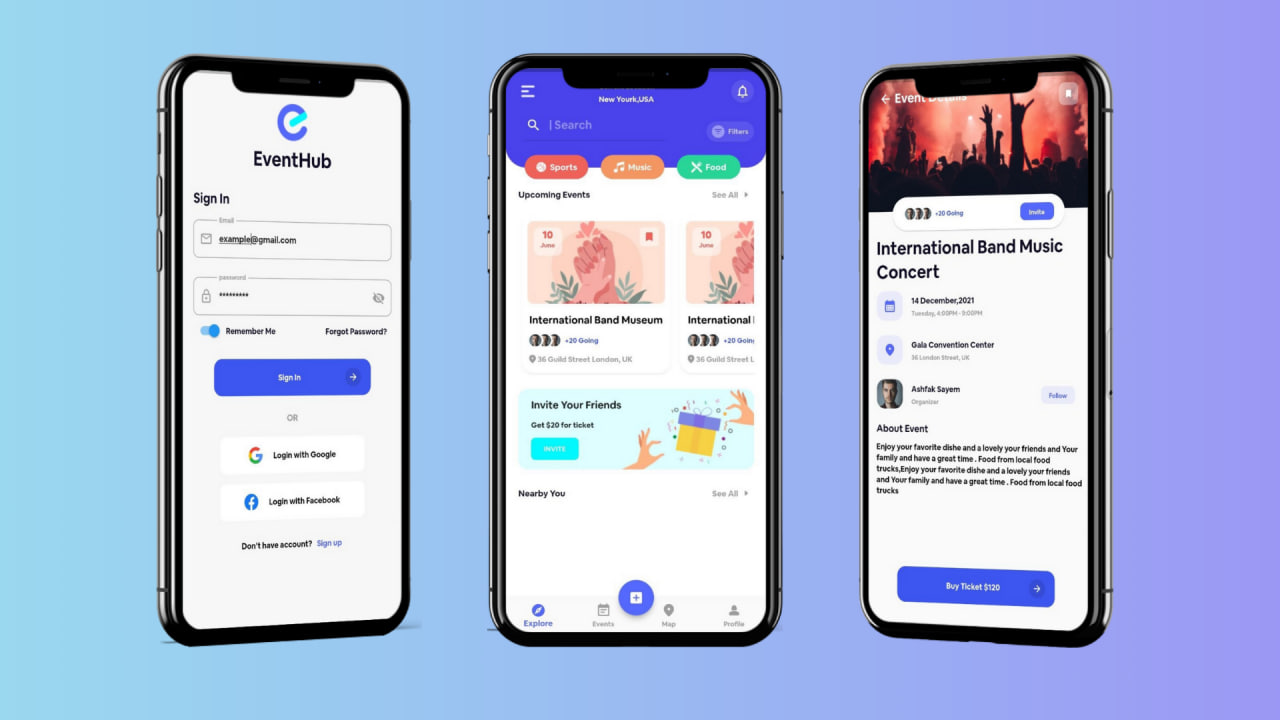 EventHub
Sign In
Email
example@gmail.com
password
*********
Remember Me
Forgot Password?
Sign In
OR
Login with Google
Login with Facebook
Don't have account? Sign up
New Yourk,USA
| Search
Filters
Sports
Music
Food
Upcoming Events
See All
10
June
International Band Museum
+20 Going
36 Guild Street London, UK
10
June
International
+20 Going
36 Guild Street L
Invite Your Friends
Get $20 for ticket
INVITE
Nearby You
See All
Explore
Events
Map
Profile
Event Details
+20 Going
Invite
International Band Music
Concert
14 December,2021
Tuesday, 4:00PM - 9:00PM
Gala Convention Center
36 London Street, UK
Ashfak Sayem
Organizer
Follow
About Event
Enjoy your favorite dishe and a lovely your friends and Your
family and have a great time . Food from local food
trucks,Enjoy your favorite dishe and a lovely your friends
and Your family and have a great time . Food from local food
trucks
Buy Ticket $120